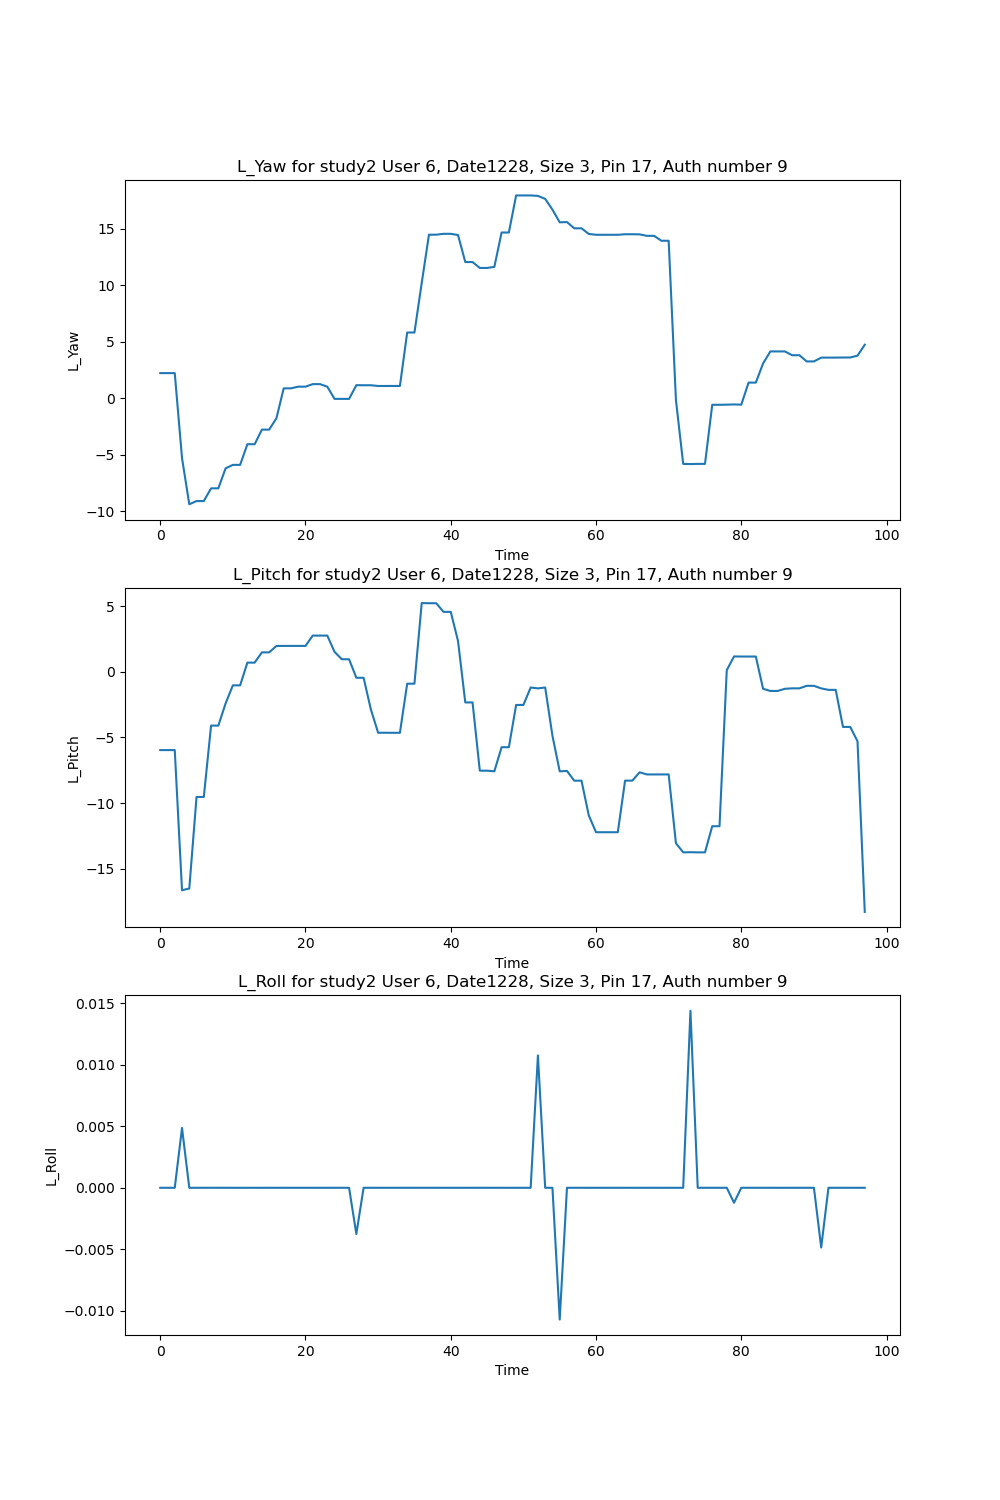 L_Yaw for study2 User 6, Date1228, Size 3, Pin 17, Auth number 9
15
10
5
0
−5
−10
L_Yaw
0 20 40 60 80 100
Time
L_Pitch for study2 User 6, Date1228, Size 3, Pin 17, Auth number 9
5
0
−5
−10
−15
L_Pitch
0 20 40 60 80 100
Time
L_Roll for study2 User 6, Date1228, Size 3, Pin 17, Auth number 9
0.015
0.010
0.005
0.000
−0.005
−0.010
L_Roll
0 20 40 60 80 100
Time